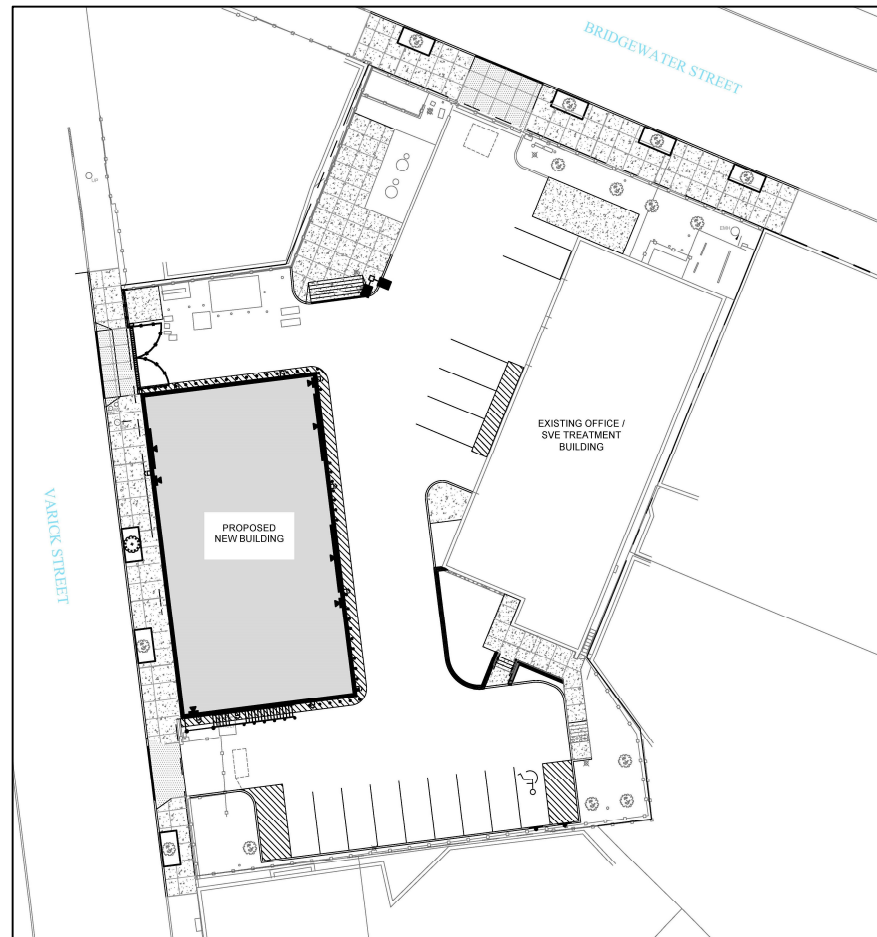 BRIDGEWATER STREET
EXISTING OFFICE /
SVE TREATMENT
BUILDING
PROPOSED
NEW BUILDING
VARICK STREET